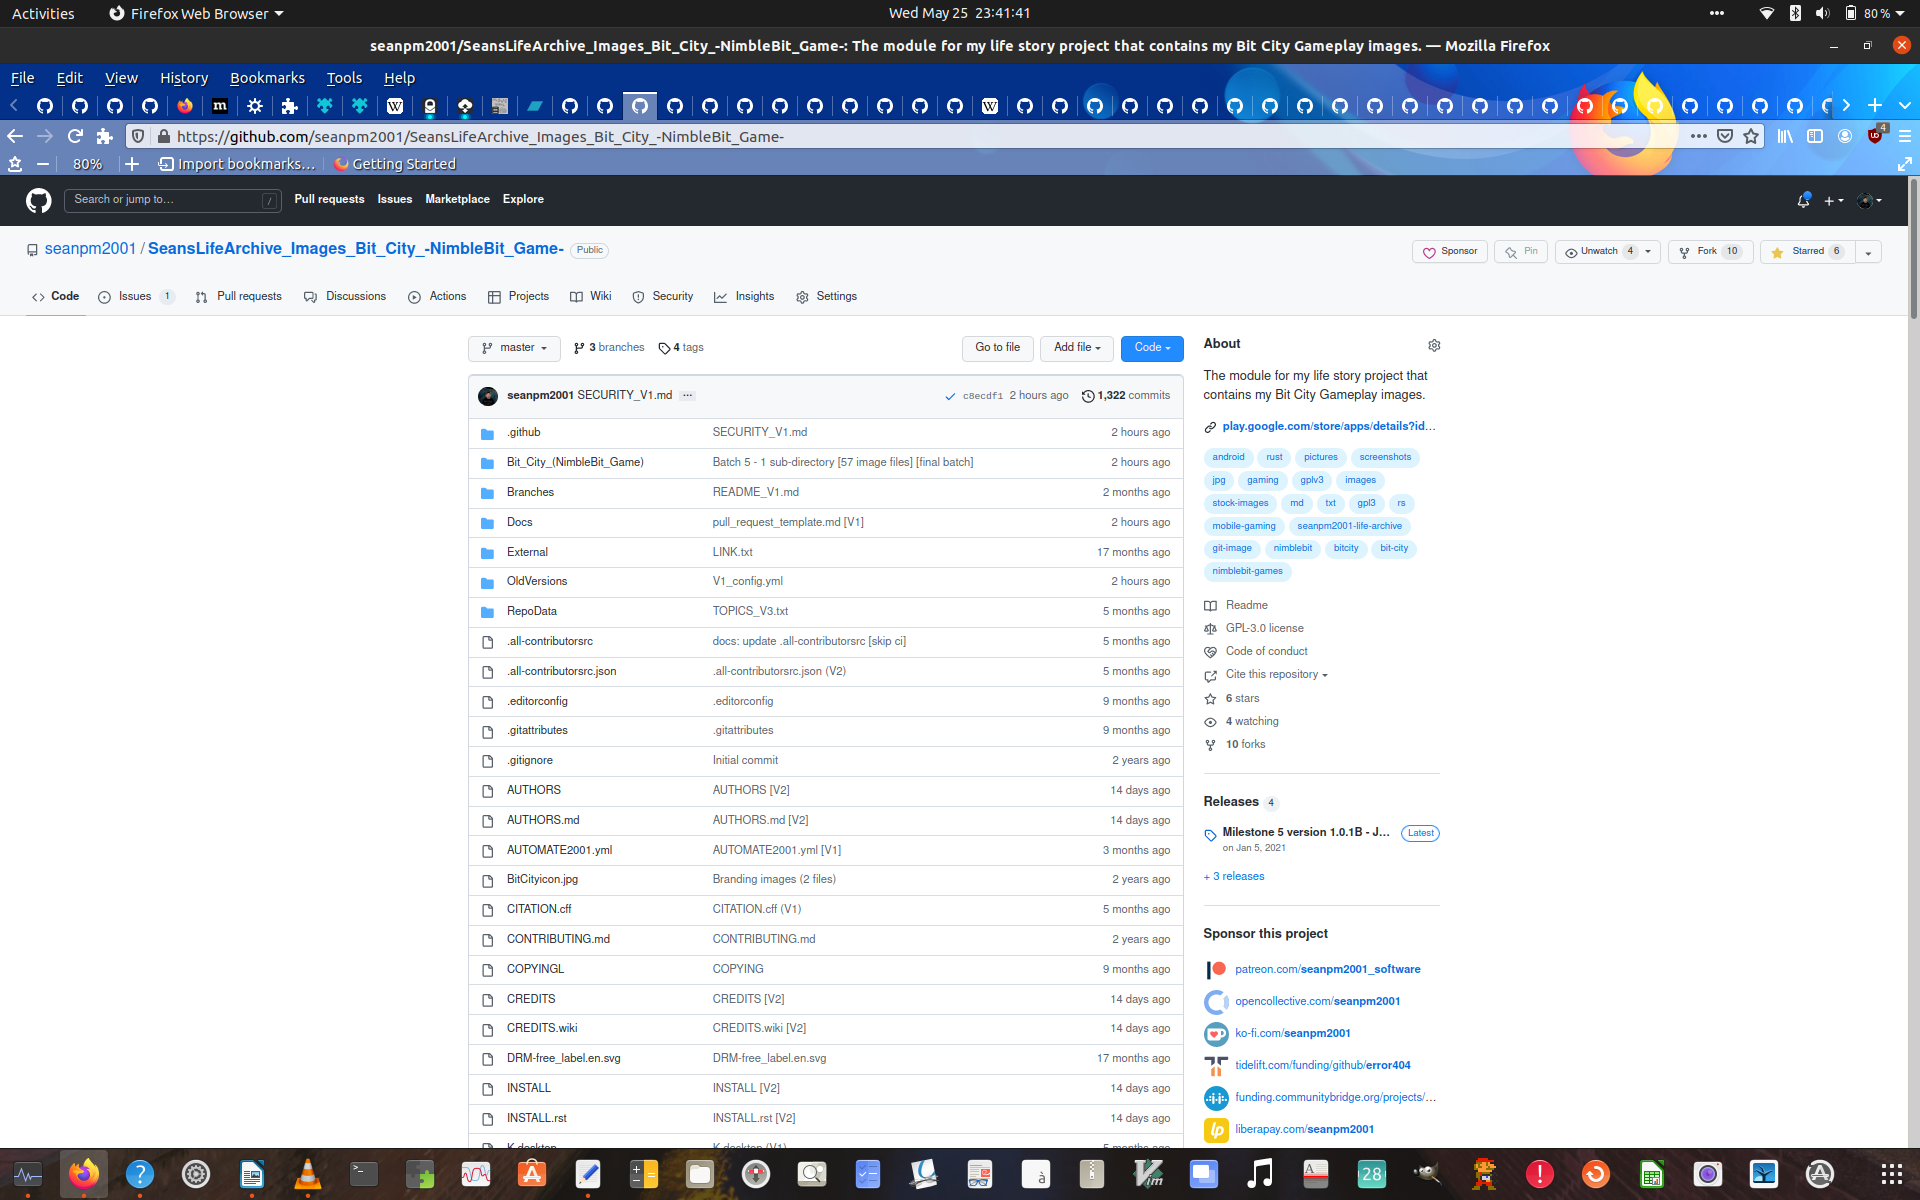 Activities Firefox Web Browser Wed May 25 23:41:41 80 %
seanpm2001/SeansLifeArchive_Images_Bit_City_-NimbleBit_Game-: The module for my life story project that contains my Bit City Gameplay images. — Mozilla Firefox
File Edit View History Bookmarks Tools Help
https://github.com/seanpm2001/SeansLifeArchive_Images_Bit_City_-NimbleBit_Game- 4
80% Import bookmarks... Getting Started
Search or jump to... / Pull requests Issues Marketplace Explore
seanpm2001 / SeansLifeArchive_Images_Bit_City_-NimbleBit_Game- Public Sponsor Pin Unwatch 4 Fork 10 Starred 6
Code Issues 1 Pull requests Discussions Actions Projects Wiki Security Insights Settings
master 3 branches 4 tags Go to file Add file Code
seanpm2001 SECURITY_V1.md ... c8ecdf1 2 hours ago 1,322 commits
.github SECURITY_V1.md 2 hours ago
Bit_City_(NimbleBit_Game) Batch 5 - 1 sub-directory [57 image files] [final batch] 2 hours ago
Branches README_V1.md 2 months ago
Docs pull_request_template.md [V1] 2 hours ago
External LINK.txt 17 months ago
OldVersions V1_config.yml 2 hours ago
RepoData TOPICS_V3.txt 5 months ago
.all-contributorsrc docs: update .all-contributorsrc [skip ci] 5 months ago
.all-contributorsrc.json .all-contributorsrc.json (V2) 5 months ago
.editorconfig .editorconfig 9 months ago
.gitattributes .gitattributes 9 months ago
.gitignore Initial commit 2 years ago
AUTHORS AUTHORS [V2] 14 days ago
AUTHORS.md AUTHORS.md [V2] 14 days ago
AUTOMATE2001.yml AUTOMATE2001.yml [V1] 3 months ago
BitCityicon.jpg Branding images (2 files) 2 years ago
CITATION.cff CITATION.cff (V1) 5 months ago
CONTRIBUTING.md CONTRIBUTING.md 2 years ago
COPYINGL COPYING 9 months ago
CREDITS CREDITS [V2] 14 days ago
CREDITS.wiki CREDITS.wiki [V2] 14 days ago
DRM-free_label.en.svg DRM-free_label.en.svg 17 months ago
INSTALL INSTALL [V2] 14 days ago
INSTALL.rst INSTALL.rst [V2] 14 days ago
About
The module for my life story project that
contains my Bit City Gameplay images.
play.google.com/store/apps/details?id...
android rust pictures screenshots
jpg gaming gplv3 images
stock-images md txt gpl3 rs
mobile-gaming seanpm2001-life-archive
git-image nimblebit bitcity bit-city
nimblebit-games
Readme
GPL-3.0 license
Code of conduct
Cite this repository
6 stars
4 watching
10 forks
Releases 4
Milestone 5 version 1.0.1B - J... Latest
on Jan 5, 2021
+ 3 releases
Sponsor this project
patreon.com/seanpm2001_software
opencollective.com/seanpm2001
ko-fi.com/seanpm2001
tidelift.com/funding/github/error404
funding.communitybridge.org/projects/...
liberapay.com/seanpm2001
28